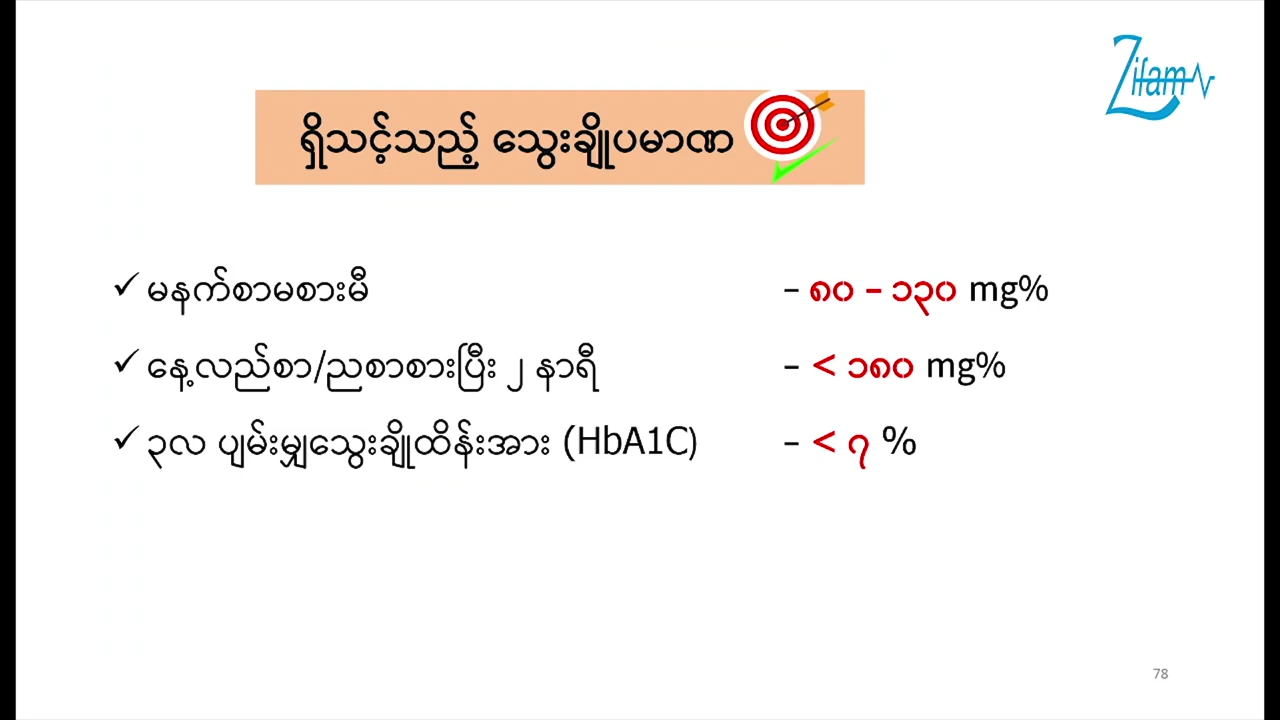 Zifam
ရှိသင့်သည့် သွေးချိုပမာဏ
✓ မနက်စာမစားမီ – ၈၀ – ၁၃၀ mg%
✓ နေ့လည်စာ/ညစာစားပြီး ၂ နာရီ – < ၁၈၀ mg%
✓ ၃လ ပျမ်းမျှသွေးချိုထိန်းအား (HbA1C) – < ၇ %
78